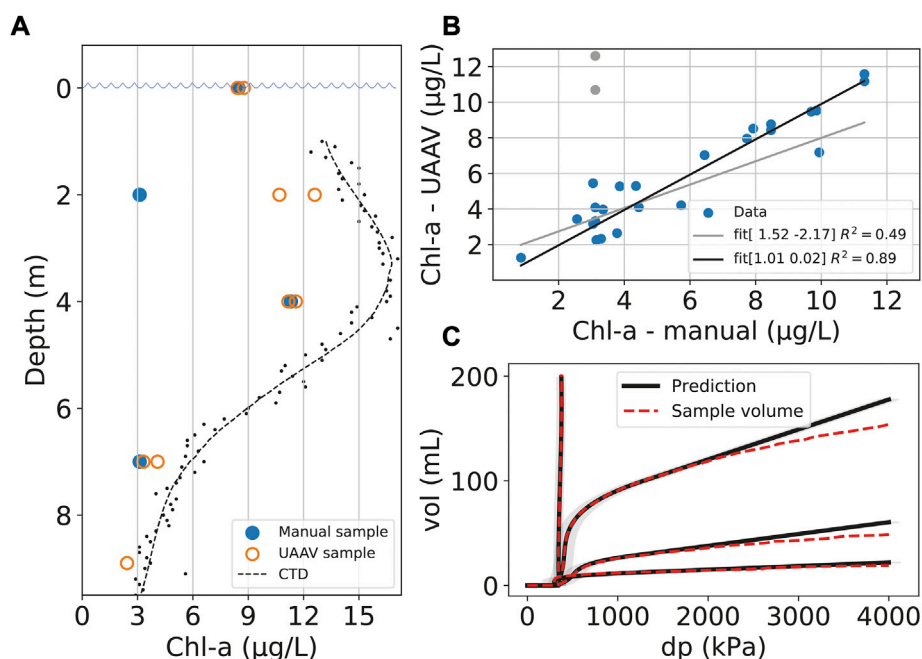 A
0
2
4
6
8
Depth (m)
0
3
6
9
12
15
Chl-a (μg/L)
Manual sample
UAAV sample
CTD
B
12
10
8
6
4
2
Chl-a - UAAV (μg/L)
Data
fit[ 1.52 -2.17] R² = 0.49
fit[1.01 0.02] R² = 0.89
2
4
6
8
10
12
Chl-a - manual (μg/L)
C
200
100
0
vol (mL)
Prediction
Sample volume
0
1000
2000
3000
4000
dp (kPa)